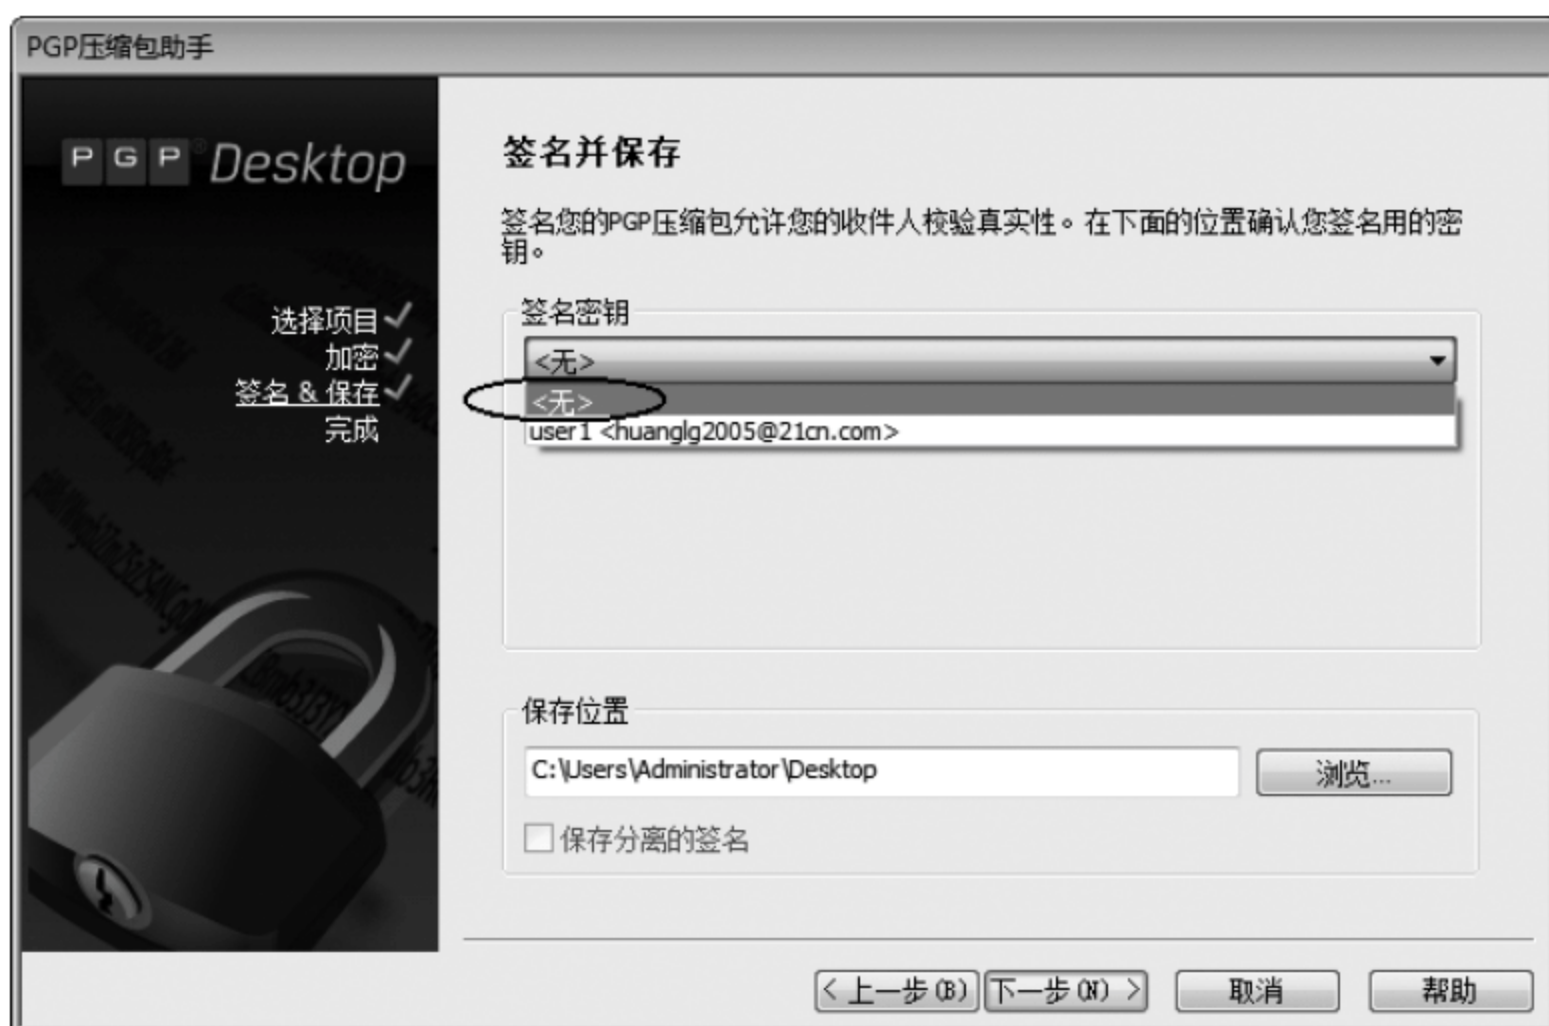 PGP压缩包助手
PGP® Desktop
选择项目
加密
签名 & 保存
完成
签名并保存
签名您的PGP压缩包允许您的收件人校验真实性。在下面的位置确认您签名用的密
钥。
签名密钥
<无>
<无>
user1 <huanglg2005@21cn.com>
保存位置
C:\Users\Administrator\Desktop
浏览...
保存分离的签名
< 上一步(B)
下一步(N) >
取消
帮助